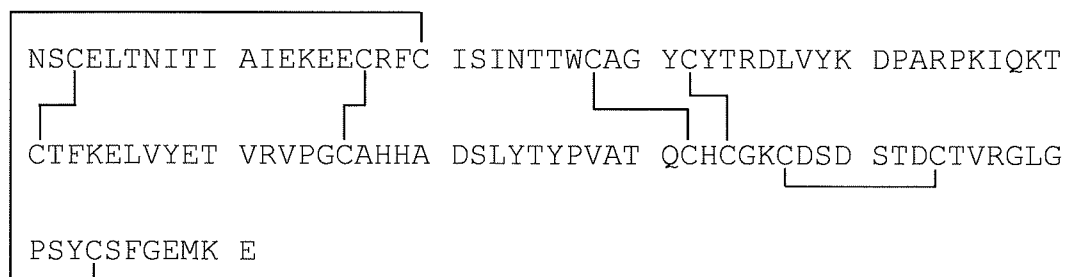 NSCELTNITI AIEKEECRFC ISINTTWCAG YCYTRDLVYK DPARPKIQKT
CTFKELVYET VRVPGCAHHA DSLYTYPVAT QCHCGKCDSD STDCTVRGLG
PSYCSFGEMK E